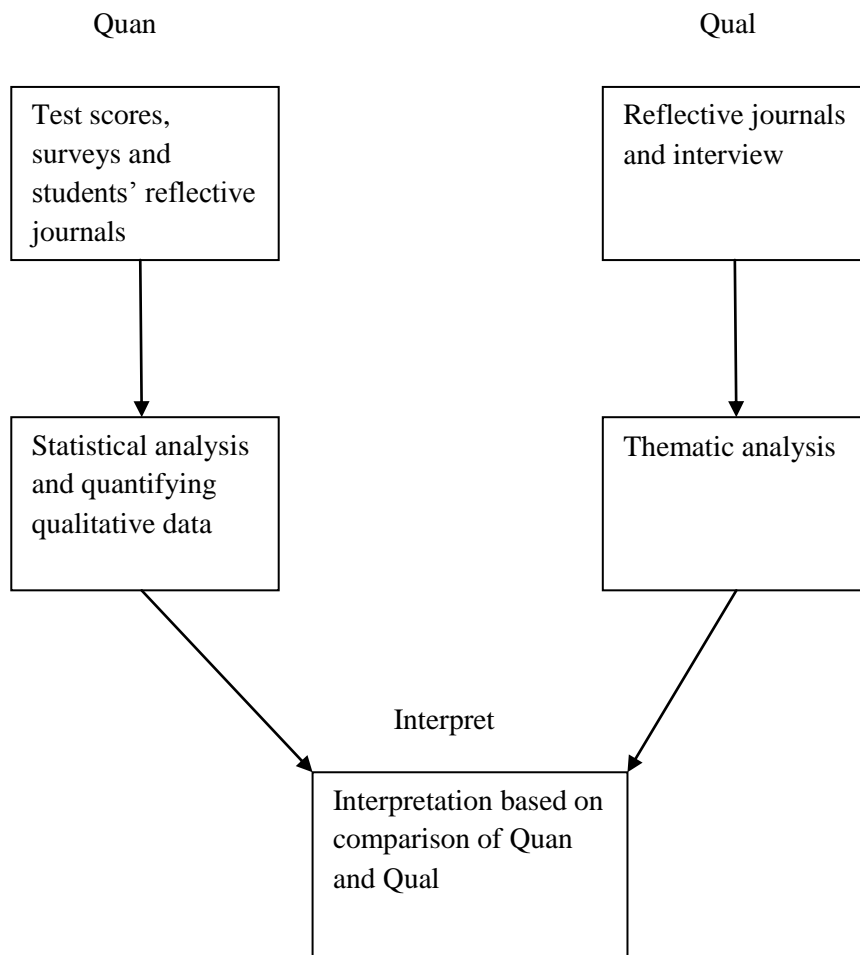 Quan
Qual
Test scores,
surveys and
students’ reflective
journals
Reflective journals
and interview
Statistical analysis
and quantifying
qualitative data
Thematic analysis
Interpret
Interpretation based on
comparison of Quan
and Qual